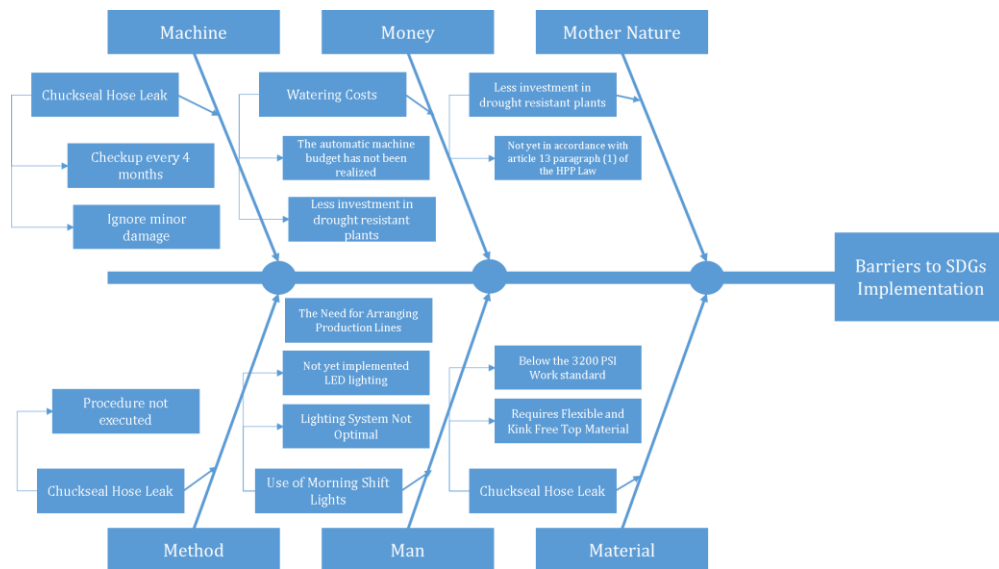 Machine
Money
Mother Nature
Chuckseal Hose Leak
Checkup every 4
months
Ignore minor
damage
Watering Costs
The automatic machine
budget has not been
realized
Less investment in
drought resistant
plants
Less investment in
drought resistant plants
Not yet in accordance with
article 13 paragraph (1) of
the HPP Law
Barriers to SDGs
Implementation
Procedure not
executed
Chuckseal Hose Leak
The Need for Arranging
Production Lines
Not yet implemented
LED lighting
Lighting System Not
Optimal
Use of Morning Shift
Lights
Below the 3200 PSI
Work standard
Requires Flexible and
Kink Free Top Material
Chuckseal Hose Leak
Method
Man
Material